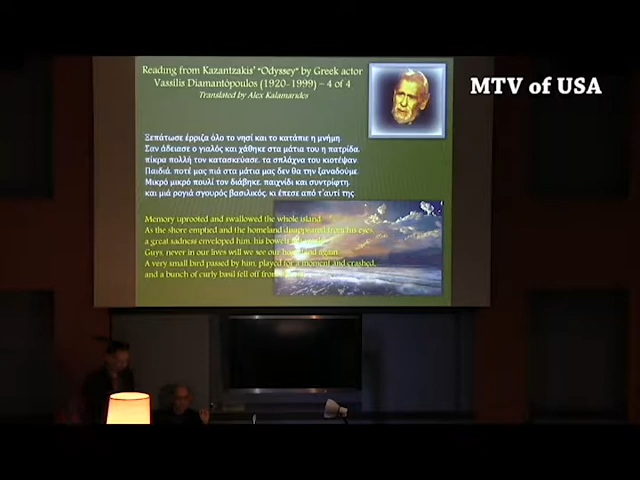 Reading from Kazantzakis' "Odyssey" by Greek actor
Vassilis Diamantópoulos (1920-1999) – 4 of 4
Translated by Alex Kalamarides
MTV of USA
Ξεπάτωσε έρριζα όλο το νησί και το κατάπιε η μνήμη.
Σαν άδειασε ο γιαλός και χάθηκε στα μάτια του η πατρίδα,
πίκρα πολλή τον κατασκεύασε, τα σπλάχνα του κιοτέψαν.
Παιδιά, ποτέ μας πιά στα μάτια μας δεν θα την ξαναδούμε.
Μικρό μικρό πουλί τον διάβηκε, παιχνίδι και συντρίφτη,
και μιά ρογιά σγουρός βασιλικός, κι έπεσε από τ'αυτί της.
Memory uprooted and swallowed the whole island.
As the shore emptied and the homeland disappeared from his eyes,
a great sadness enveloped him, his bowels
Guys, never in our lives will we see our homeland again.
A very small bird passed by him, played for a moment and crashed,
and a bunch of curly basil fell off from